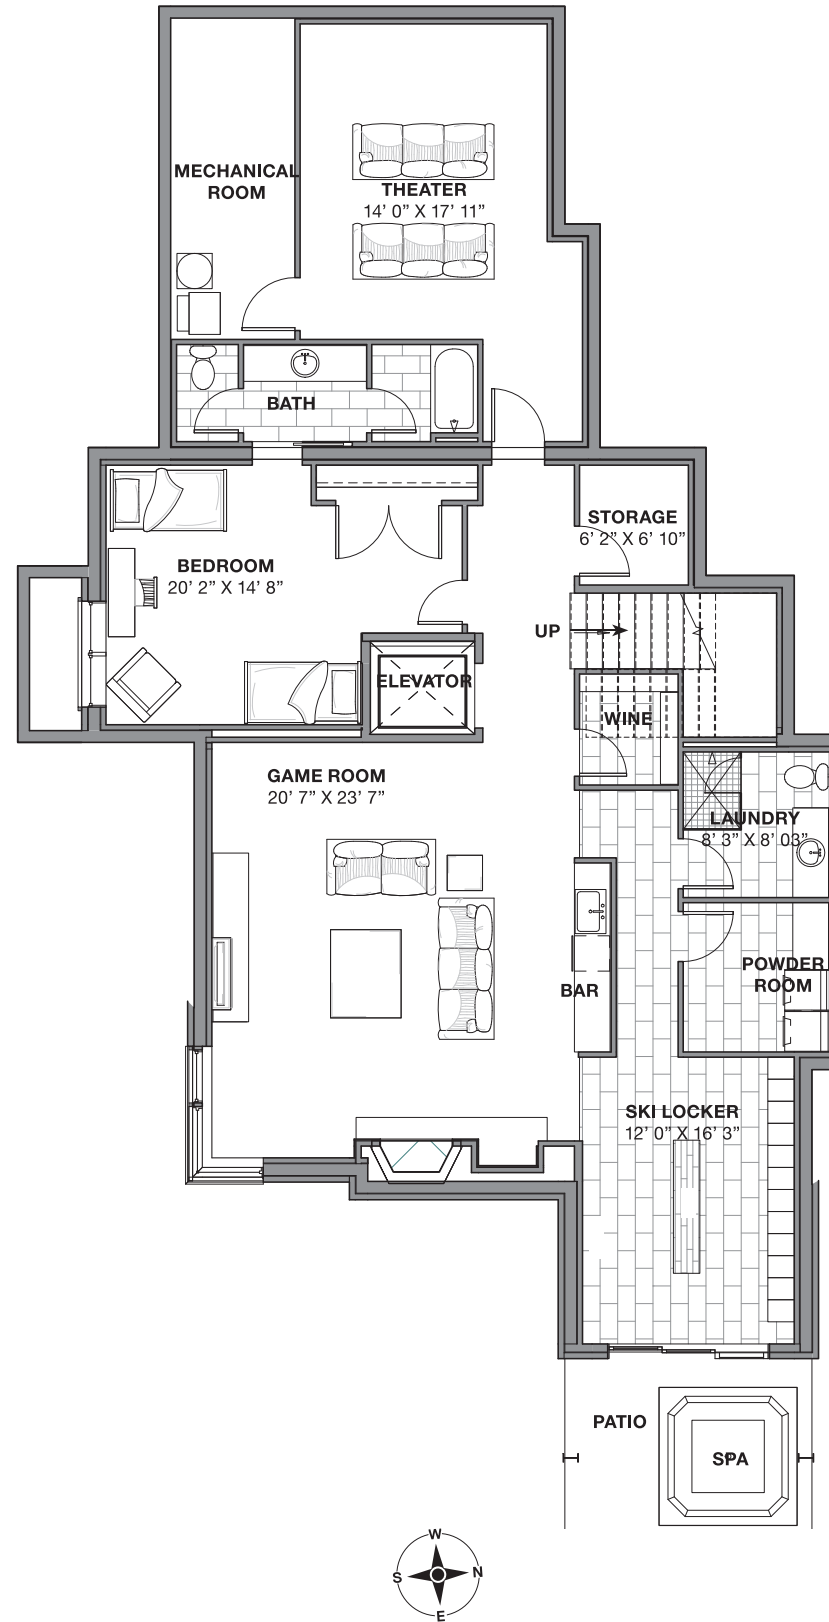 MECHANICAL
ROOM
THEATER
14’ 0” X 17’ 11”
BATH
STORAGE
6’ 2” X 6’ 10”
BEDROOM
20’ 2” X 14’ 8”
UP
ELEVATOR
WINE
GAME ROOM
20’ 7” X 23’ 7”
LAUNDRY
8’ 3” X 8’ 03”
POWDER
ROOM
BAR
SKI LOCKER
12’ 0” X 16’ 3”
PATIO
SPA
W
S
N
E